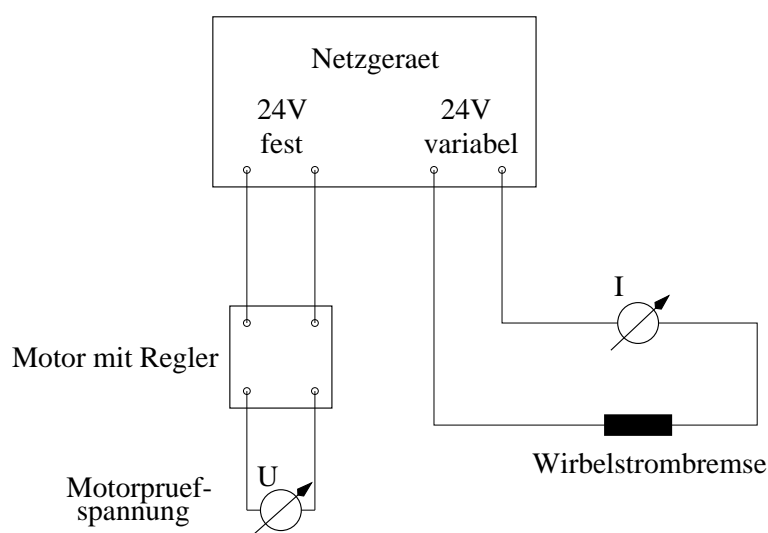 Netzgeraet
24V
fest
24V
variabel
I
Motor mit Regler
Wirbelstrombremse
U
Motorpruef-
spannung